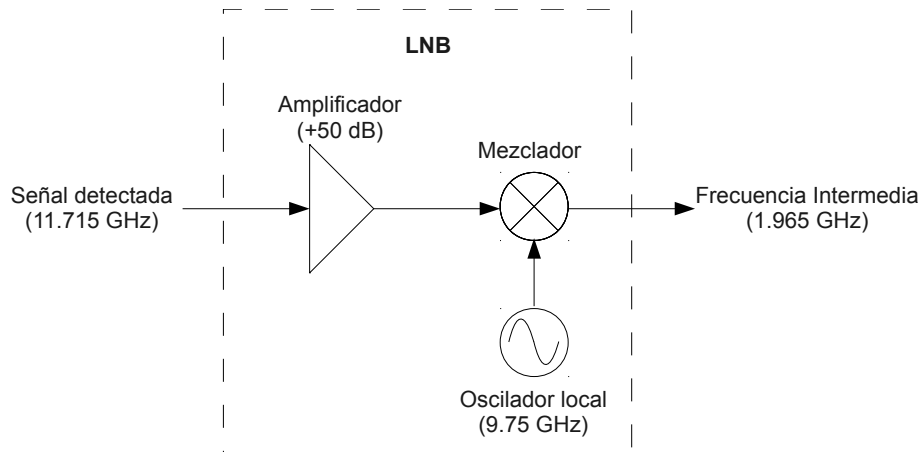 LNB
Amplificador
(+50 dB)
Mezclador
Señal detectada
(11.715 GHz)
Frecuencia Intermedia
(1.965 GHz)
Oscilador local
(9.75 GHz)